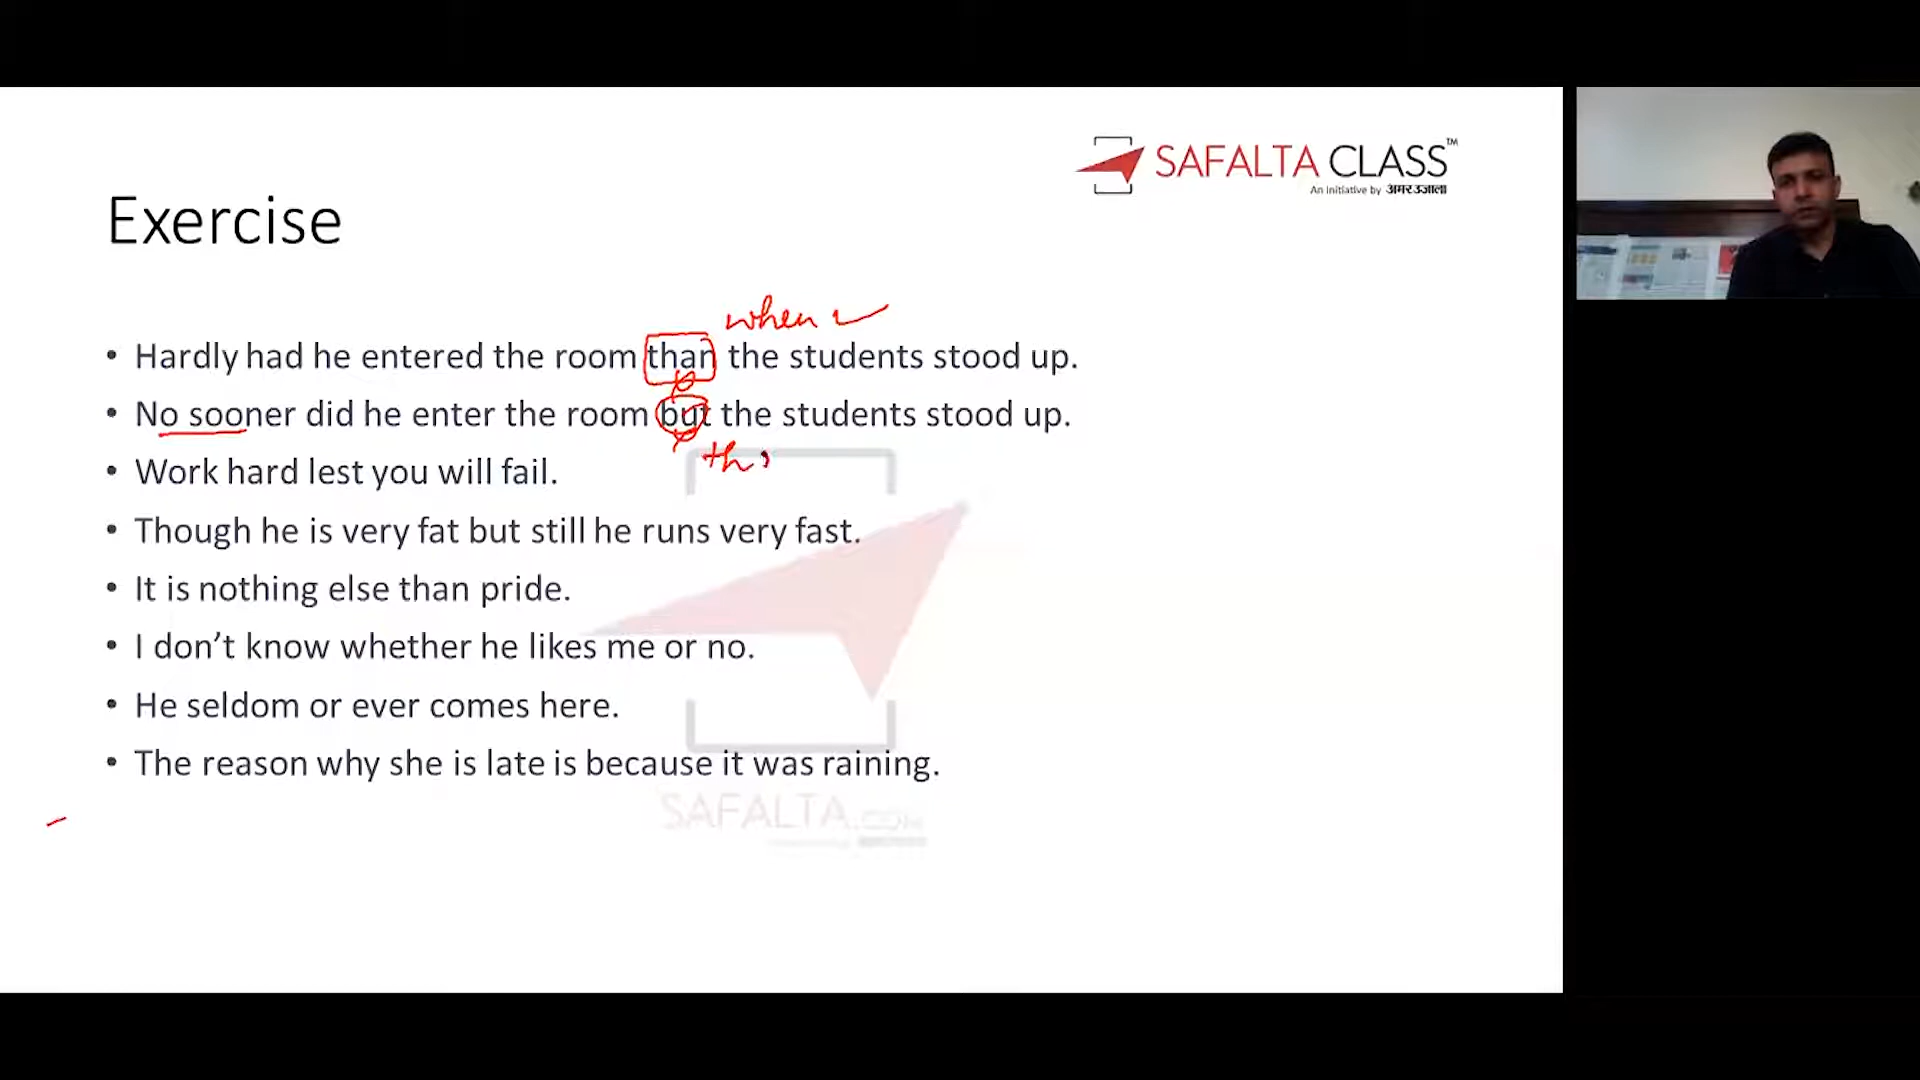 SAFALTA CLASS™
An initiative by अमर उजाला
Exercise
when
• Hardly had he entered the room than the students stood up.
• No sooner did he enter the room but the students stood up.
th
• Work hard lest you will fail.
• Though he is very fat but still he runs very fast.
• It is nothing else than pride.
• I don’t know whether he likes me or no.
• He seldom or ever comes here.
• The reason why she is late is because it was raining.
SAFALTA.COM